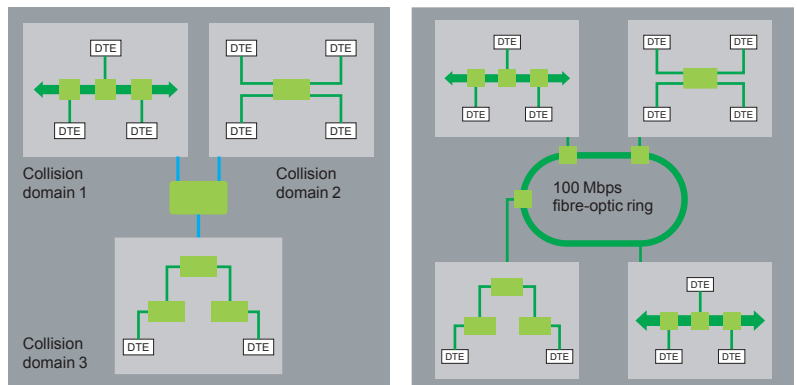 DTE
DTE
DTE
DTE
DTE
DTE
DTE
Collision
domain 1
Collision
domain 2
Collision
domain 3
DTE
DTE
DTE
DTE
DTE
DTE
DTE
DTE
DTE
100 Mbps
fibre-optic ring
DTE
DTE
DTE
DTE
DTE